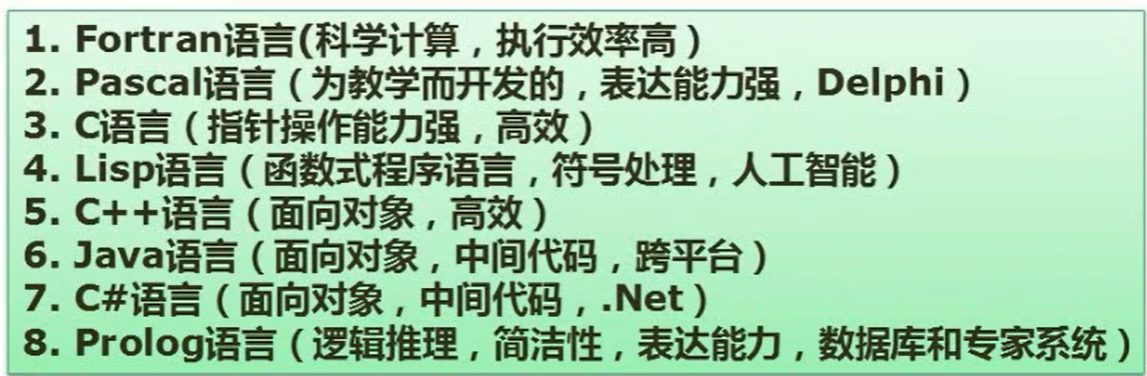 1. Fortran语言(科学计算，执行效率高）
2. Pascal语言（为教学而开发的，表达能力强，Delphi）
3. C语言（指针操作能力强，高效）
4. Lisp语言（函数式程序语言，符号处理，人工智能）
5. C++语言（面向对象，高效）
6. Java语言（面向对象，中间代码，跨平台）
7. C#语言（面向对象，中间代码，.Net）
8. Prolog语言（逻辑推理，简洁性，表达能力，数据库和专家系统）